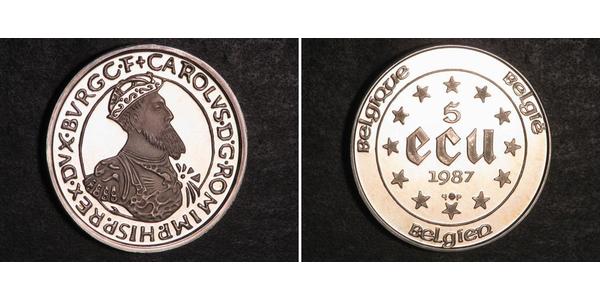 CAROLVS·D·G·ROM·IMP·HISP·REX·DVX·BVRG·C·F·
Belgique België
5
ecu
1987
Belgien